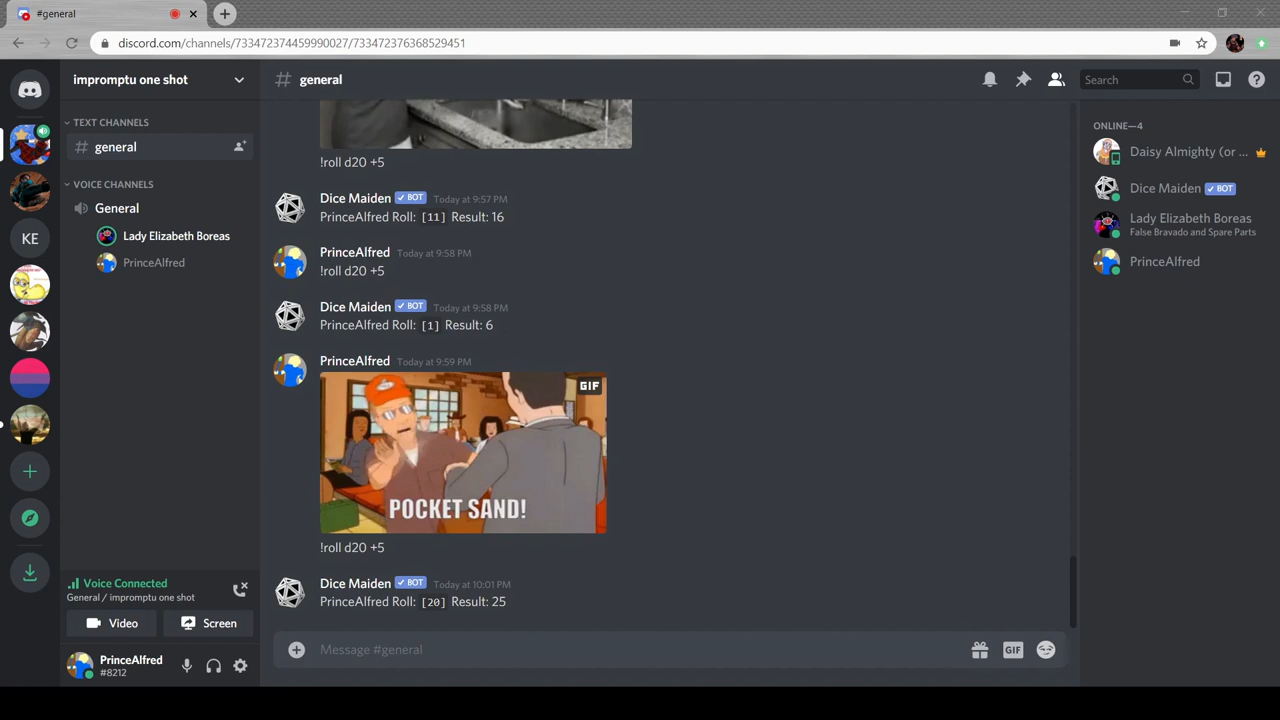 #general
discord.com/channels/733472374459990027/733472376368529451
impromptu one shot
TEXT CHANNELS
general
VOICE CHANNELS
General
Lady Elizabeth Boreas
PrinceAlfred
KE
Voice Connected
General / impromptu one shot
Video
Screen
PrinceAlfred
#8212
# general
Search
!roll d20 +5
Dice Maiden ✓ BOT Today at 9:57 PM
PrinceAlfred Roll: [11] Result: 16
PrinceAlfred Today at 9:58 PM
!roll d20 +5
Dice Maiden ✓ BOT Today at 9:58 PM
PrinceAlfred Roll: [1] Result: 6
PrinceAlfred Today at 9:59 PM
GIF
POCKET SAND!
!roll d20 +5
Dice Maiden ✓ BOT Today at 10:01 PM
PrinceAlfred Roll: [20] Result: 25
Message #general
GIF
ONLINE—4
Daisy Almighty (or ...
Dice Maiden ✓ BOT
Lady Elizabeth Boreas
False Bravado and Spare Parts
PrinceAlfred